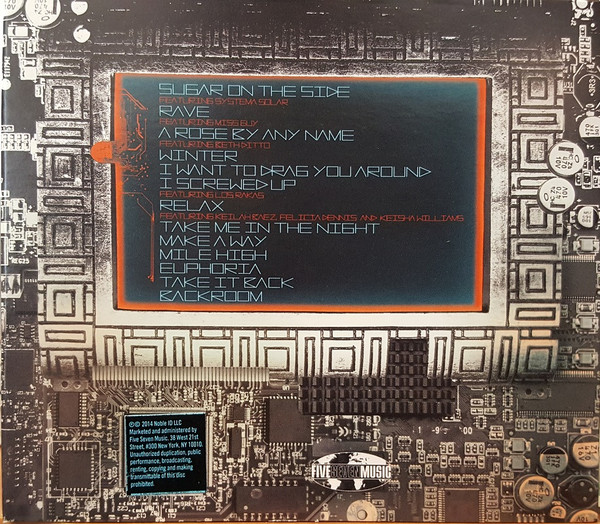 SUGAR ON THE SIDE
FEATURING SYSTEMA SOLAR
RAVE
FEATURING MISS GUY
A ROSE BY ANY NAME
FEATURING BETH DITTO
WINTER
I WANT TO DRAG YOU AROUND
I SCREWED UP
FEATURING LOS RAKAS
RELAX
FEATURING KEILAH BAEZ, FELICIA DENNIS AND KEISHA WILLIAMS
TAKE ME IN THE NIGHT
MAKE A WAY
MILE HIGH
EUPHORIA
TAKE IT BACK
BACKROOM
℗© 2014 Noble ID LLC
Marketed and administered by
Five Seven Music. 38 West 21st
Street, #300 New York, NY 10010.
Unauthorized duplication, public
performance, broadcasting,
renting, copying and making
transmittable of this disc
prohibited.
FIVE SEVEN MUSIC